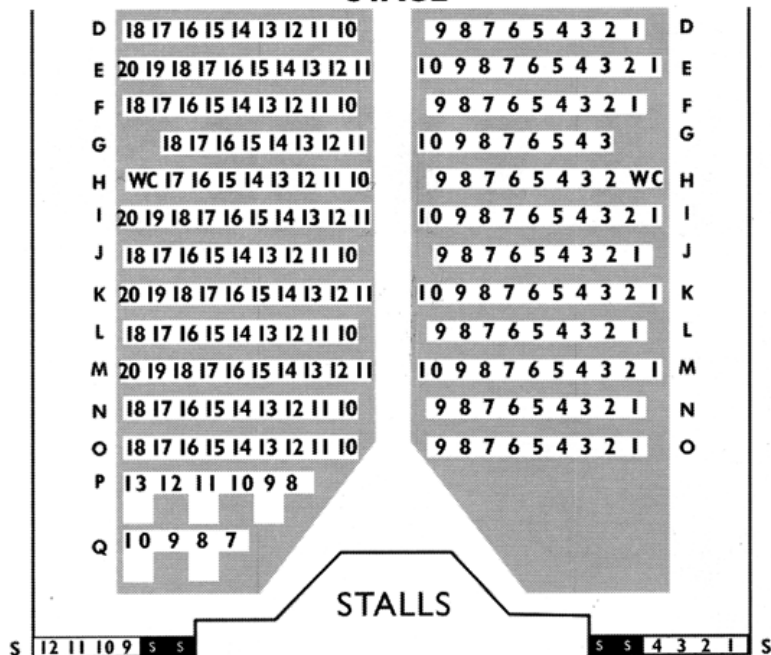 D 18 17 16 15 14 13 12 11 10 9 8 7 6 5 4 3 2 1 D
E 20 19 18 17 16 15 14 13 12 11 10 9 8 7 6 5 4 3 2 1 E
F 18 17 16 15 14 13 12 11 10 9 8 7 6 5 4 3 2 1 F
G 18 17 16 15 14 13 12 11 10 9 8 7 6 5 4 3 G
H WC 17 16 15 14 13 12 11 10 9 8 7 6 5 4 3 2 WC H
I 20 19 18 17 16 15 14 13 12 11 10 9 8 7 6 5 4 3 2 1 I
J 18 17 16 15 14 13 12 11 10 9 8 7 6 5 4 3 2 1 J
K 20 19 18 17 16 15 14 13 12 11 10 9 8 7 6 5 4 3 2 1 K
L 18 17 16 15 14 13 12 11 10 9 8 7 6 5 4 3 2 1 L
M 20 19 18 17 16 15 14 13 12 11 10 9 8 7 6 5 4 3 2 1 M
N 18 17 16 15 14 13 12 11 10 9 8 7 6 5 4 3 2 1 N
O 18 17 16 15 14 13 12 11 10 9 8 7 6 5 4 3 2 1 O
P 13 12 11 10 9 8
Q 10 9 8 7
STALLS
S 12 11 10 9 S S S S 4 3 2 1 S